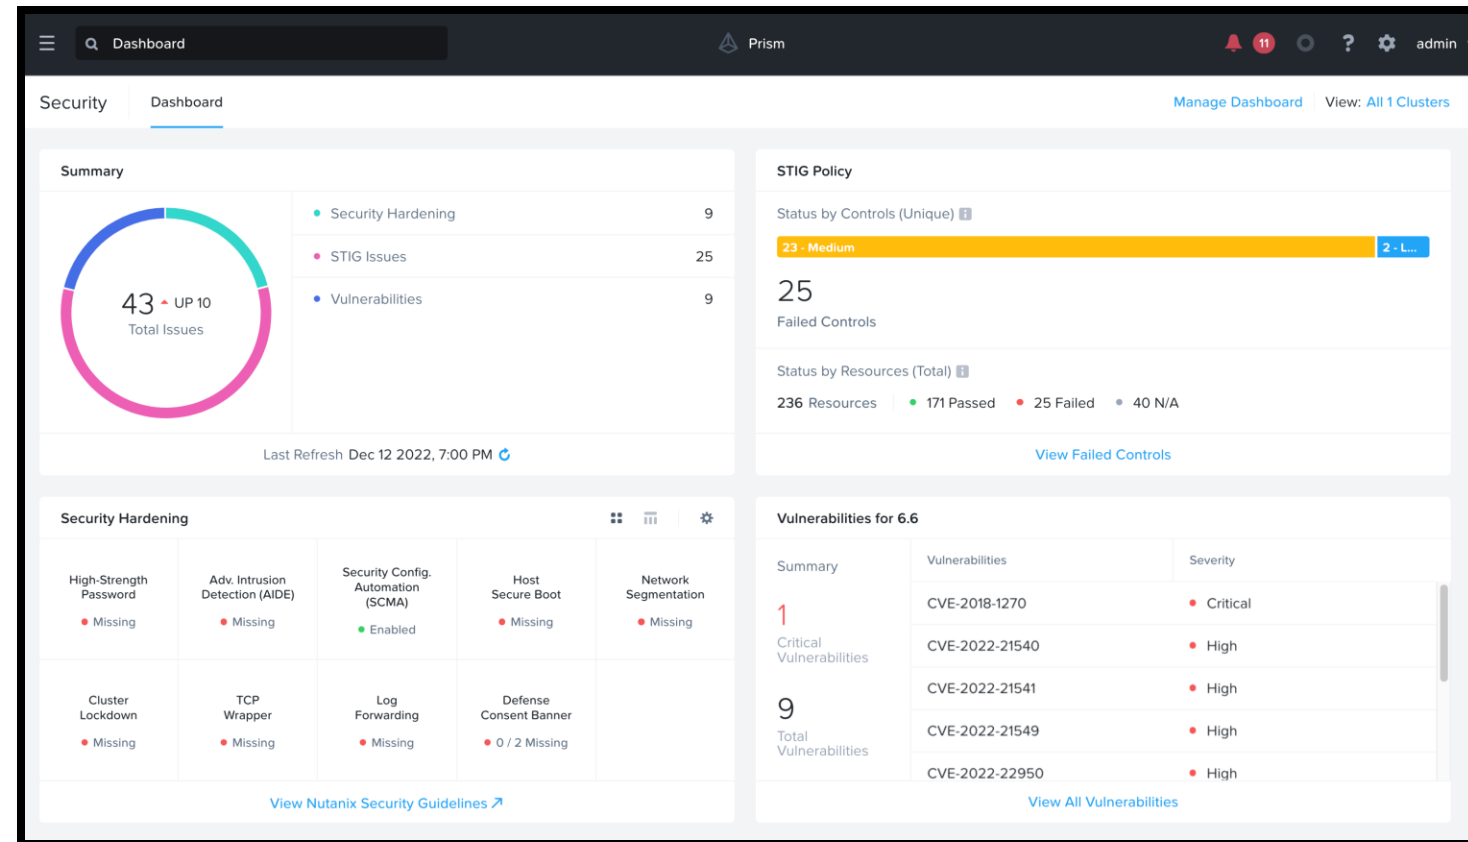 Dashboard
Prism
11
?
admin
Security
Dashboard
Manage Dashboard
View: All 1 Clusters
Summary
43 UP 10
Total Issues
Security Hardening 9
STIG Issues 25
Vulnerabilities 9
Last Refresh Dec 12 2022, 7:00 PM
STIG Policy
Status by Controls (Unique)
23 - Medium
2 - L...
25
Failed Controls
Status by Resources (Total)
236 Resources
171 Passed
25 Failed
40 N/A
View Failed Controls
Security Hardening
High-Strength
Password
Missing
Adv. Intrusion
Detection (AIDE)
Missing
Security Config.
Automation
(SCMA)
Enabled
Host
Secure Boot
Missing
Network
Segmentation
Missing
Cluster
Lockdown
Missing
TCP
Wrapper
Missing
Log
Forwarding
Missing
Defense
Consent Banner
0 / 2 Missing
View Nutanix Security Guidelines
Vulnerabilities for 6.6
Summary
1
Critical
Vulnerabilities
9
Total
Vulnerabilities
Vulnerabilities Severity
CVE-2018-1270 Critical
CVE-2022-21540 High
CVE-2022-21541 High
CVE-2022-21549 High
CVE-2022-22950 High
View All Vulnerabilities